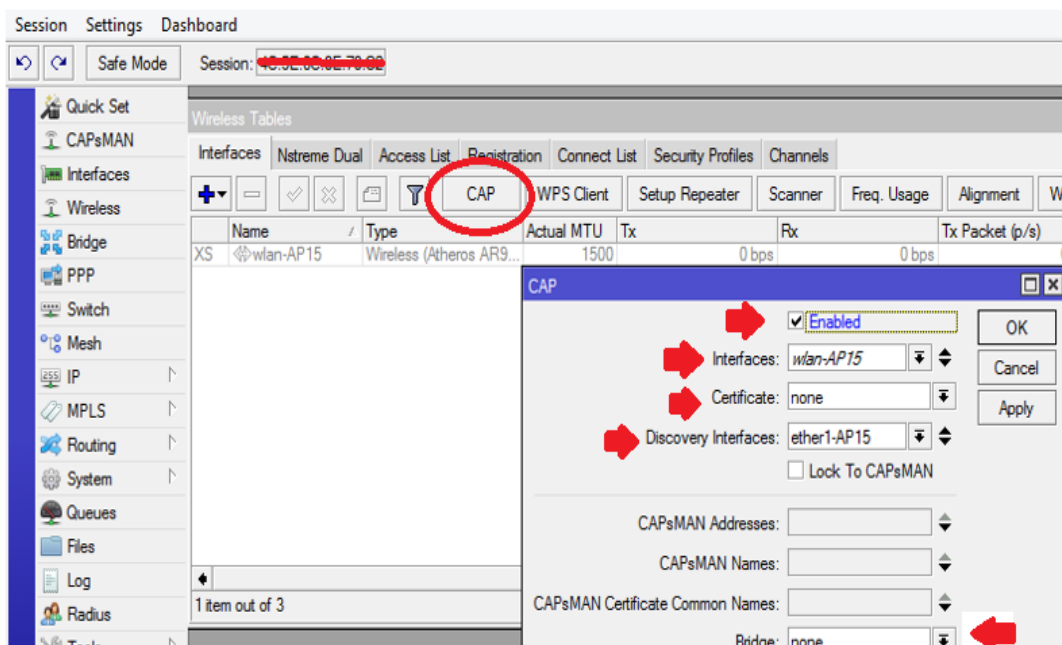 Session Settings Dashboard
Safe Mode Session:
Quick Set
CAPsMAN
Interfaces
Wireless
Bridge
PPP
Switch
Mesh
IP
MPLS
Routing
System
Queues
Files
Log
Radius
Tools
Wireless Tables
Interfaces Nstreme Dual Access List Registration Connect List Security Profiles Channels
CAP WPS Client Setup Repeater Scanner Freq. Usage Alignment W
Name / Type Actual MTU Tx Rx Tx Packet (p/s)
XS wlan-AP15 Wireless (Atheros AR9... 1500 0 bps 0 bps
1 item out of 3
CAP
Enabled
OK
Interfaces: wlan-AP15
Cancel
Certificate: none
Apply
Discovery Interfaces: ether1-AP15
Lock To CAPsMAN
CAPsMAN Addresses:
CAPsMAN Names:
CAPsMAN Certificate Common Names:
Bridge: none